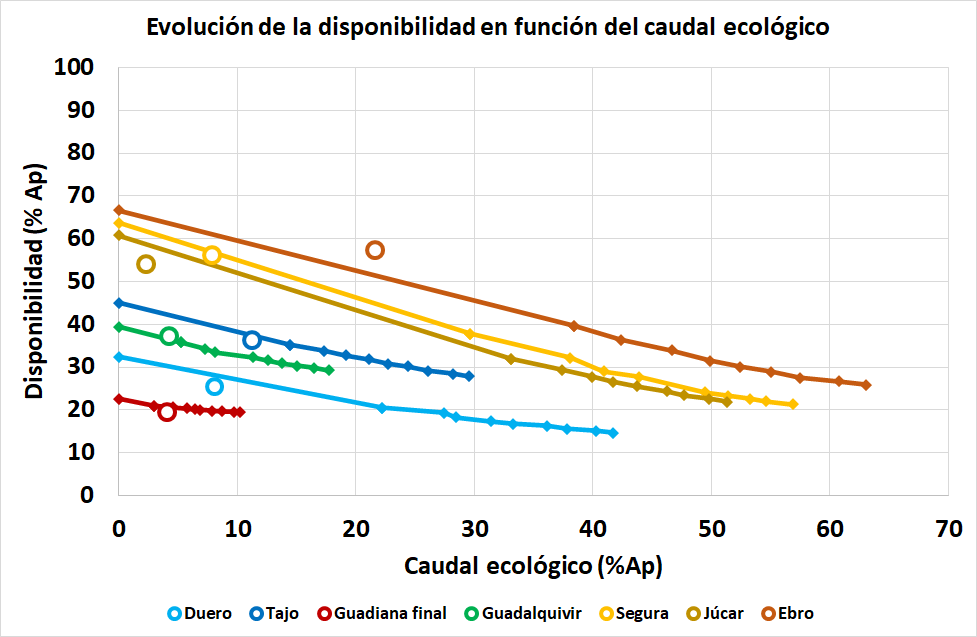 Evolución de la disponibilidad en función del caudal ecológico
100
90
80
70
60
50
40
30
20
10
0
Disponibilidad (% Ap)
0 10 20 30 40 50 60 70
Caudal ecológico (%Ap)
Duero Tajo Guadiana final Guadalquivir Segura Júcar Ebro